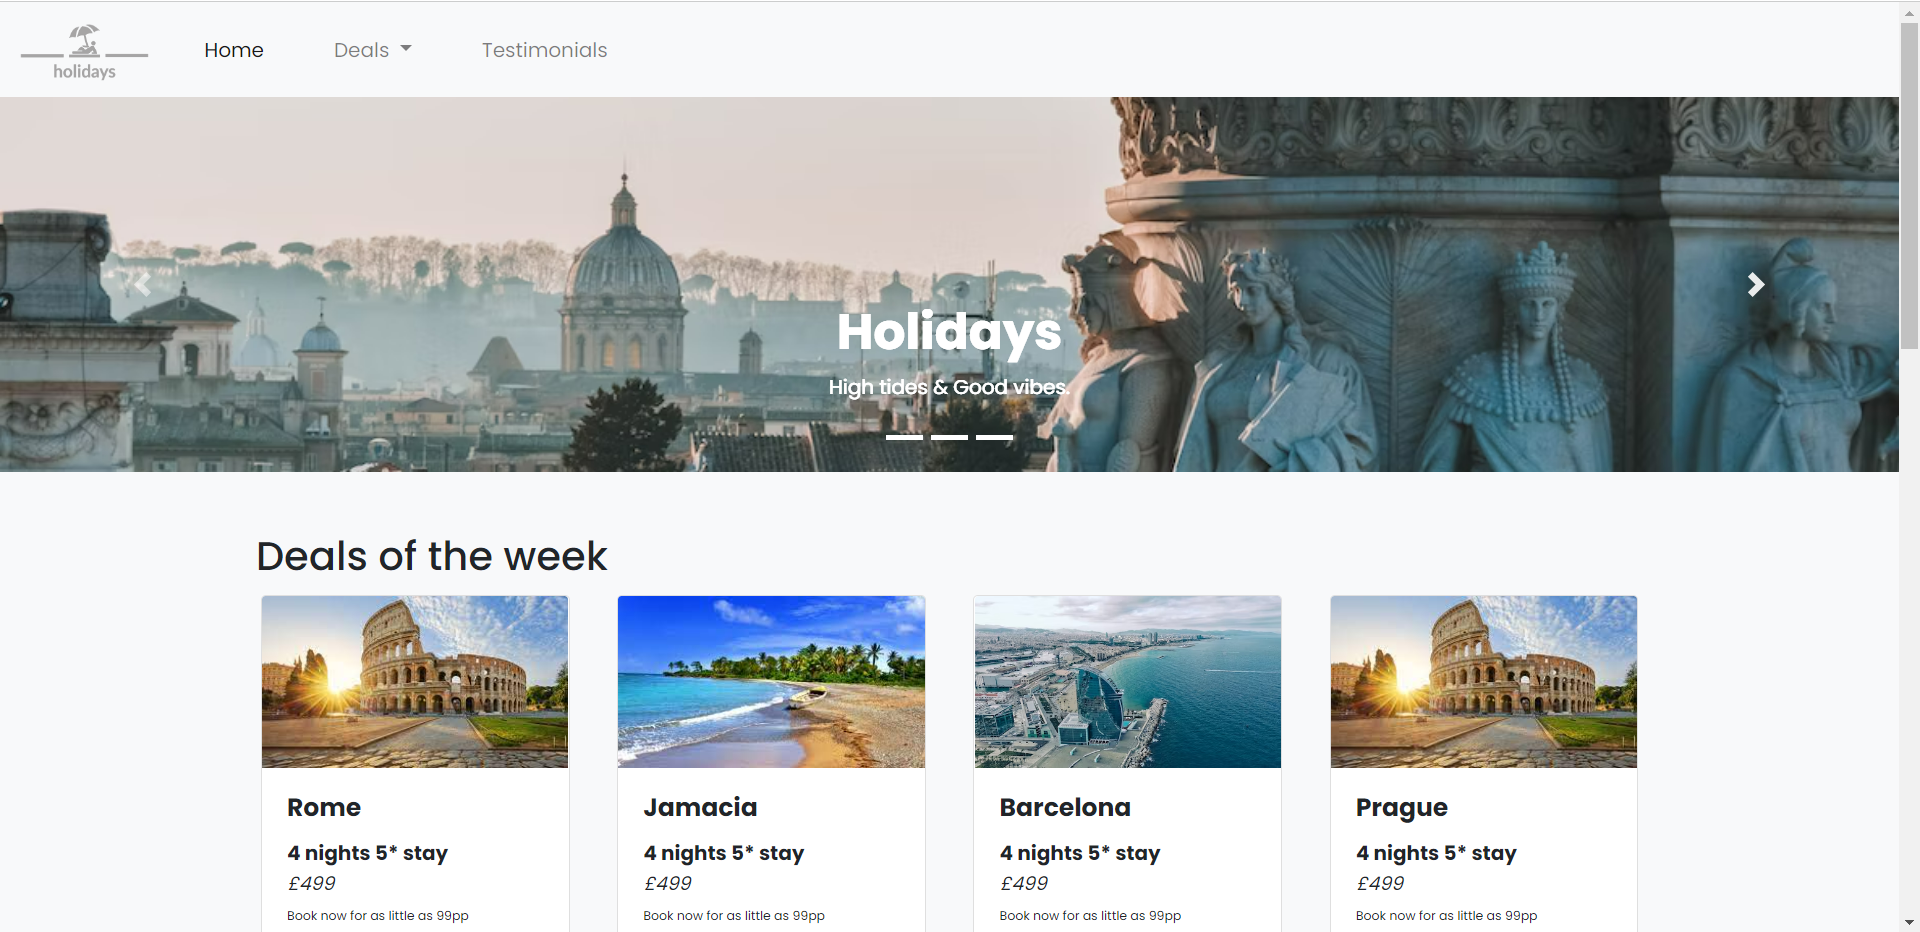 holidays
Home
Deals
Testimonials
Holidays
High tides & Good vibes.
Deals of the week
Rome
4 nights 5* stay
£499
Book now for as little as 99pp
Jamacia
4 nights 5* stay
£499
Book now for as little as 99pp
Barcelona
4 nights 5* stay
£499
Book now for as little as 99pp
Prague
4 nights 5* stay
£499
Book now for as little as 99pp